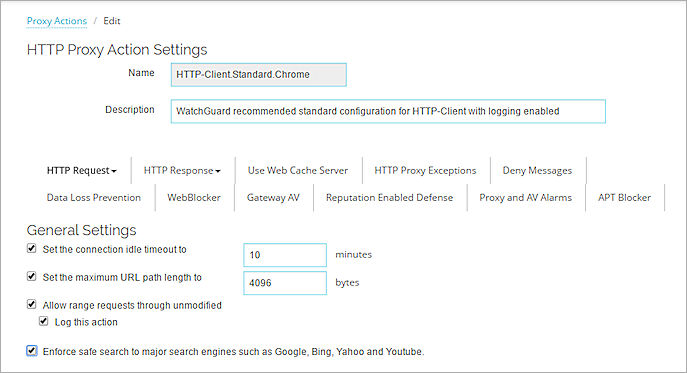 Proxy Actions / Edit
HTTP Proxy Action Settings
Name HTTP-Client.Standard.Chrome
Description WatchGuard recommended standard configuration for HTTP-Client with logging enabled
HTTP Request HTTP Response Use Web Cache Server HTTP Proxy Exceptions Deny Messages
Data Loss Prevention WebBlocker Gateway AV Reputation Enabled Defense Proxy and AV Alarms APT Blocker
General Settings
Set the connection idle timeout to 10 minutes
Set the maximum URL path length to 4096 bytes
Allow range requests through unmodified
Log this action
Enforce safe search to major search engines such as Google, Bing, Yahoo and Youtube.